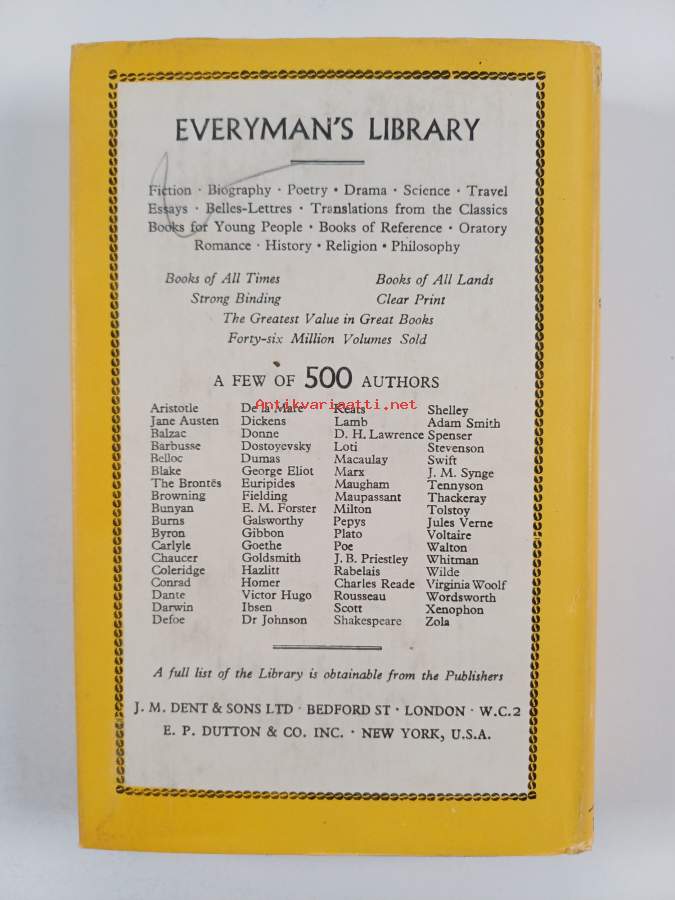 EVERYMAN'S LIBRARY
Fiction · Biography · Poetry · Drama · Science · Travel
Essays · Belles-Lettres · Translations from the Classics
Books for Young People · Books of Reference · Oratory
Romance · History · Religion · Philosophy
Books of All Times Books of All Lands
Strong Binding Clear Print
The Greatest Value in Great Books
Forty-six Million Volumes Sold
A FEW OF 500 AUTHORS
Antikvariaatti.net
Aristotle De la Mare Keats Shelley
Jane Austen Dickens Lamb Adam Smith
Balzac Donne D. H. Lawrence Spenser
Barbusse Dostoyevsky Loti Stevenson
Belloc Dumas Macaulay Swift
Blake George Eliot Marx J. M. Synge
The Brontës Euripides Maugham Tennyson
Browning Fielding Maupassant Thackeray
Bunyan E. M. Forster Milton Tolstoy
Burns Galsworthy Pepys Jules Verne
Byron Gibbon Plato Voltaire
Carlyle Goethe Poe Walton
Chaucer Goldsmith J. B. Priestley Whitman
Coleridge Hazlitt Rabelais Wilde
Conrad Homer Charles Reade Virginia Woolf
Dante Victor Hugo Rousseau Wordsworth
Darwin Ibsen Scott Xenophon
Defoe Dr Johnson Shakespeare Zola
A full list of the Library is obtainable from the Publishers
J. M. DENT & SONS LTD · BEDFORD ST · LONDON · W.C.2
E. P. DUTTON & CO. INC. · NEW YORK, U.S.A.